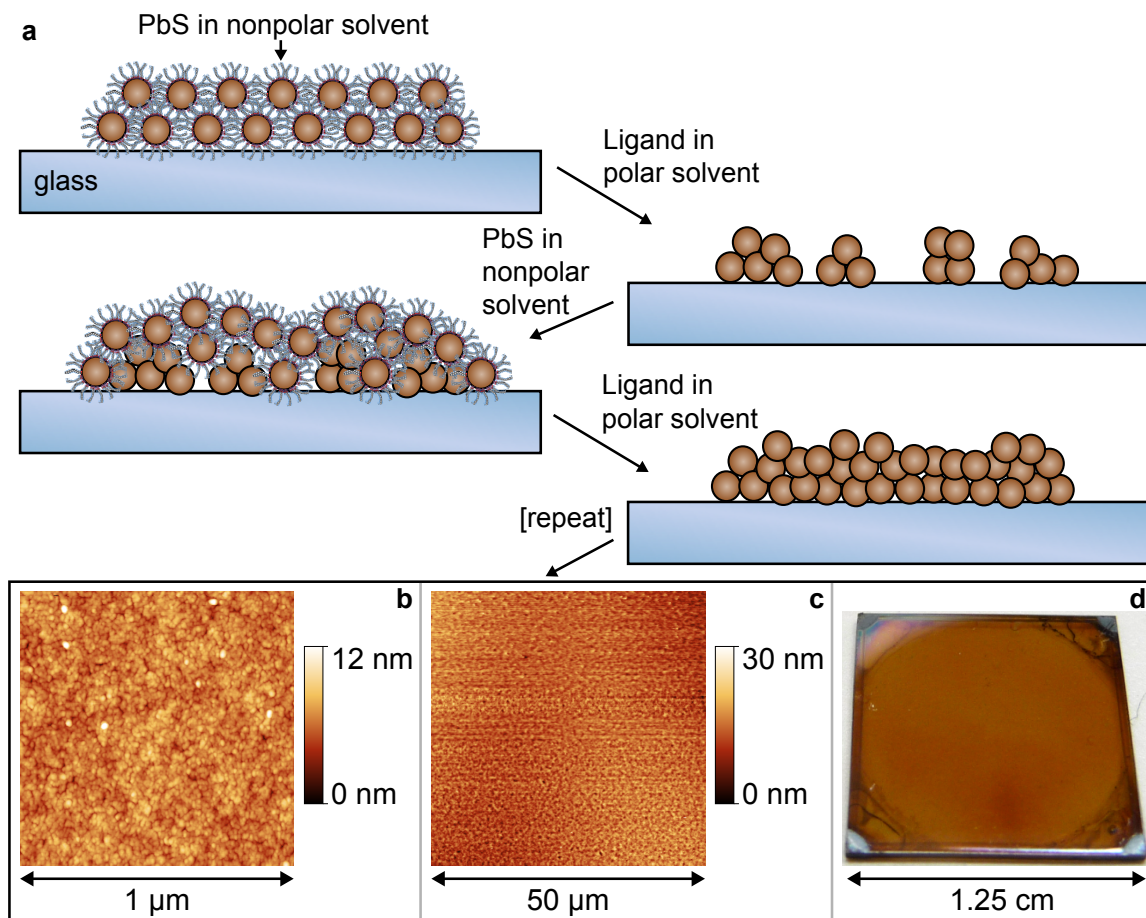 a
PbS in nonpolar solvent
glass
Ligand in
polar solvent
PbS in
nonpolar
solvent
Ligand in
polar solvent
[repeat]
b
12 nm
0 nm
1 µm
c
30 nm
0 nm
50 µm
d
1.25 cm